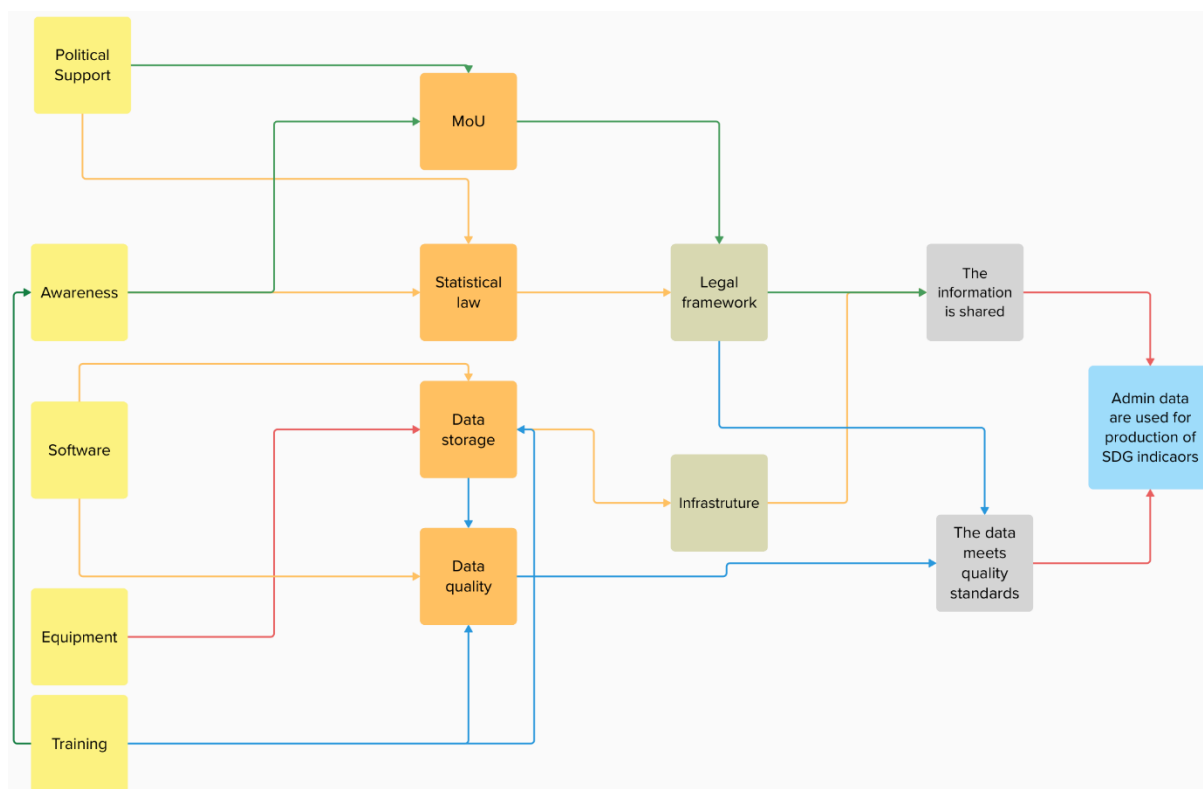 Political
Support
MoU
Awareness
Statistical
law
Legal
framework
The
information
is shared
Software
Data
storage
Infrastruture
Admin data
are used for
production of
SDG indicaors
Data
quality
The data
meets
quality
standards
Equipment
Training